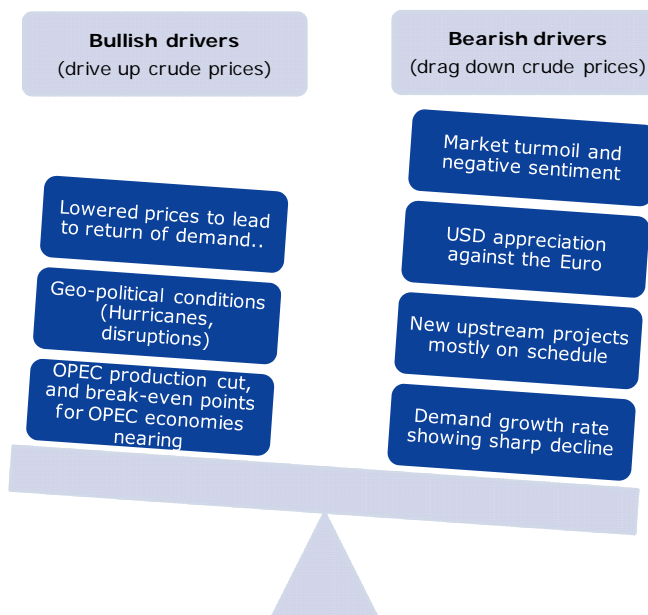 Bullish drivers
(drive up crude prices)
Bearish drivers
(drag down crude prices)
Market turmoil and
negative sentiment
Lowered prices to lead
to return of demand..
USD appreciation
against the Euro
Geo-political conditions
(Hurricanes,
disruptions)
New upstream projects
mostly on schedule
OPEC production cut,
and break-even points
for OPEC economies
nearing
Demand growth rate
showing sharp decline